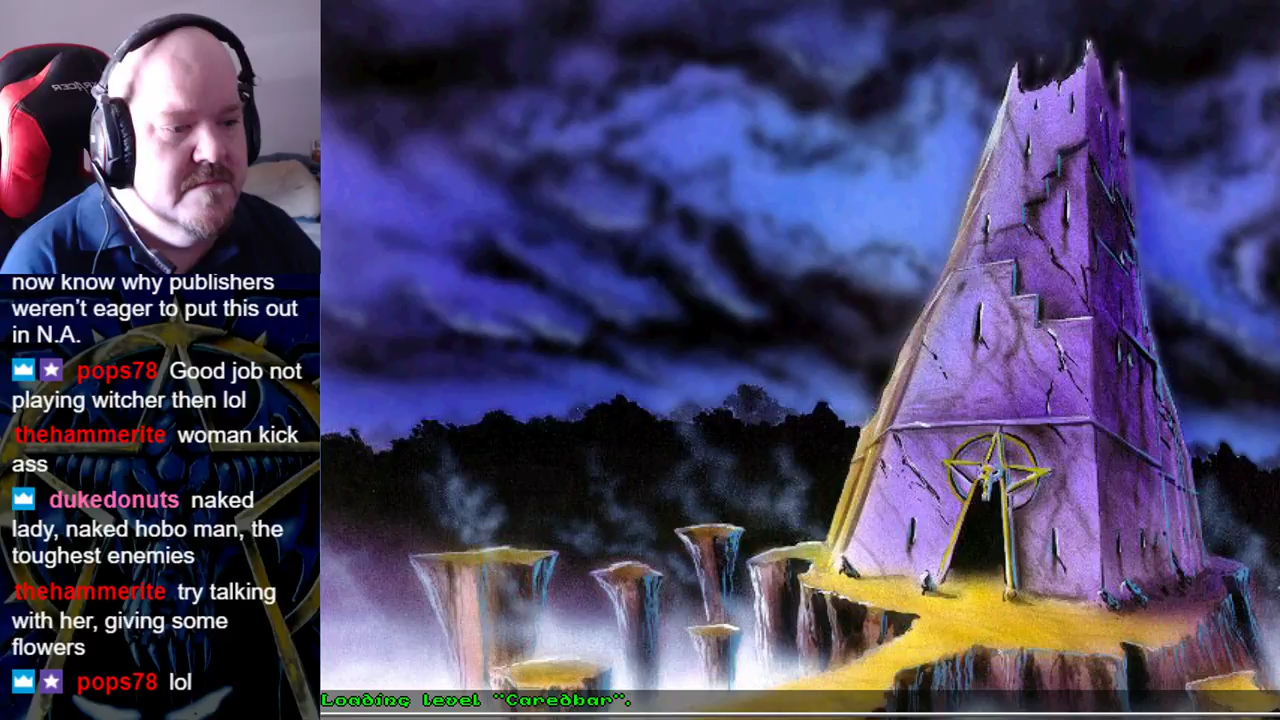 now know why publishers
weren't eager to put this out
in N.A.
pops78 Good job not
playing witcher then lol
thehammerite woman kick
ass
dukedonuts naked
lady, naked hobo man, the
toughest enemies
thehammerite try talking
with her, giving some
flowers
pops78 lol
Loading level "Caredbar".